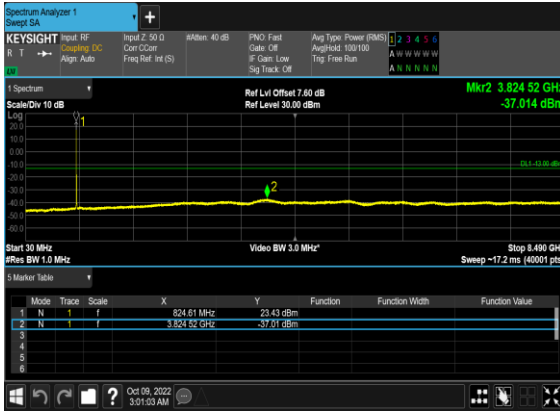 Spectrum Analyzer 1
Swept SA
+
KEYSIGHT Input: RF Input Z: 50 Ω #Atten: 40 dB PNO: Fast Avg Type: Power (RMS) 1 2 3 4 5 6
R T Coupling: DC Corr CCorr Gate: Off Avg|Hold: 100/100 A W W W W W
Align: Auto Freq Ref: Int (S) IF Gain: Low Trig: Free Run
Sig Track: Off A N N N N N
1 Spectrum
Ref Lvl Offset 7.60 dB
Mkr2 3.824 52 GHz
Scale/Div 10 dB
Ref Level 30.00 dBm
-37.014 dBm
Log
20.0
10.0
0.00
-10.0
DL1 -13.00 dBm
-20.0
-30.0
-40.0
-50.0
-60.0
1
2
Start 30 MHz Video BW 3.0 MHz* Stop 8.490 GH
#Res BW 1.0 MHz Sweep ~17.2 ms (40001 pts
5 Marker Table
Mode Trace Scale X Y Function Function Width Function Value
1 N 1 f 824.61 MHz 23.43 dBm
2 N 1 f 3.824 52 GHz -37.01 dBm
3
4
5
6
? Oct 09, 2022
3:01:03 AM